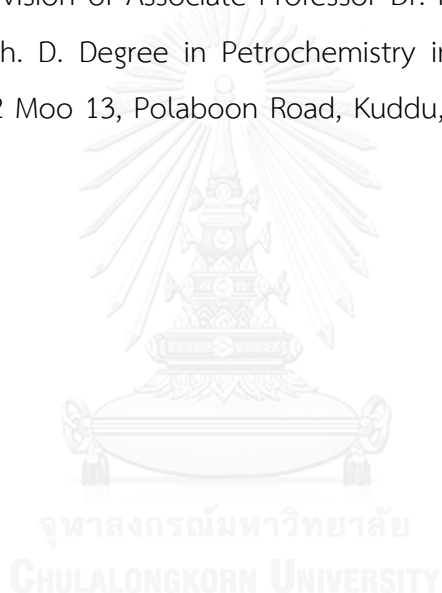 vision of Associate Professor Dr.
h. D. Degree in Petrochemistry in
2 Moo 13, Polaboon Road, Kuddu,
จุฬาลงกรณ์มหาวิทยาลัย
CHULALONGKORN UNIVERSITY